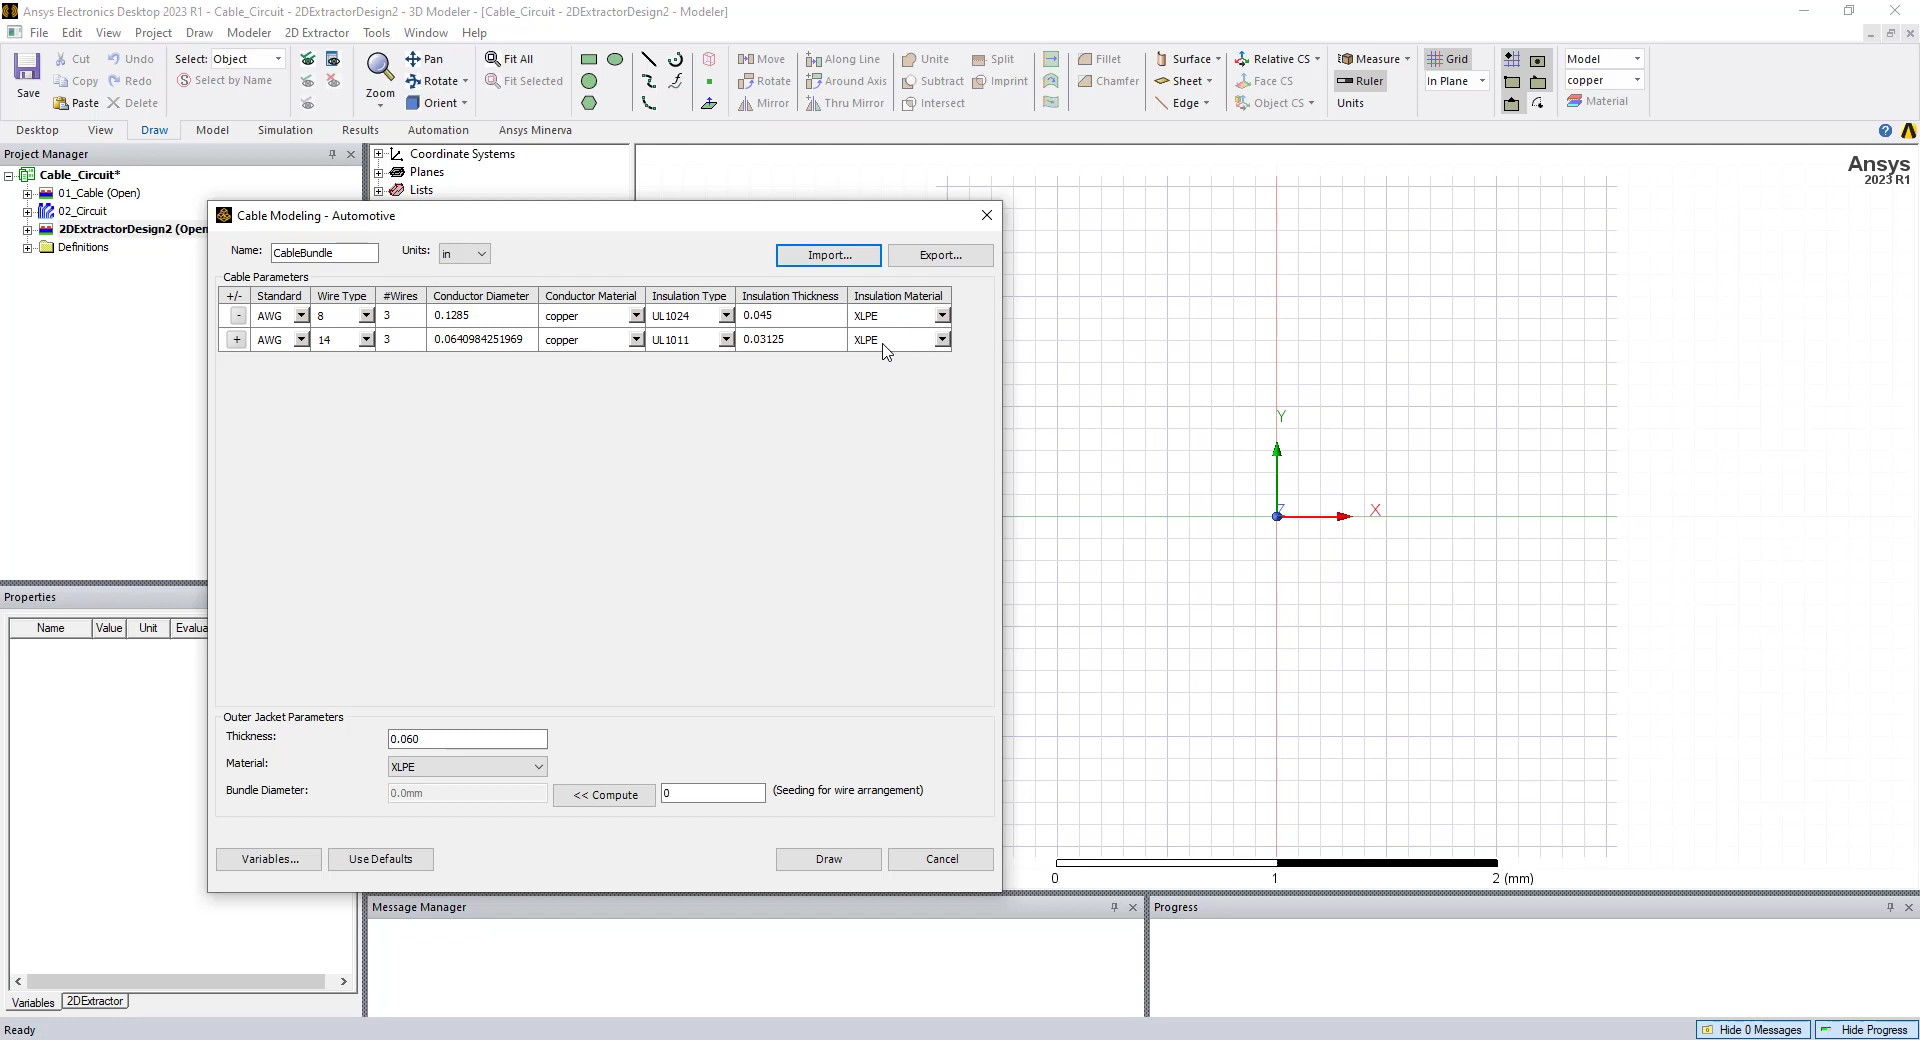 Ansys Electronics Desktop 2023 R1 - Cable_Circuit - 2DExtractorDesign2 - 3D Modeler - [Cable_Circuit - 2DExtractorDesign2 - Modeler]
File Edit View Project Draw Modeler 2D Extractor Tools Window Help
Save Cut Copy Paste Undo Redo Delete Select: Object Select by Name Zoom Pan Rotate Orient Fit All Fit Selected Move Rotate Mirror Along Line Around Axis Thru Mirror Unite Subtract Intersect Split Imprint Fillet Chamfer Surface Sheet Edge Relative CS Face CS Object CS Measure Ruler Units Grid In Plane Model copper Material
Desktop View Draw Model Simulation Results Automation Ansys Minerva
Project Manager
Cable_Circuit*
01_Cable (Open)
02_Circuit
2DExtractorDesign2 (Open
Definitions
Coordinate Systems
Planes
Lists
Ansys
2023 R1
Cable Modeling - Automotive
Name: CableBundle Units: in Import... Export...
Cable Parameters
+/- Standard Wire Type #Wires Conductor Diameter Conductor Material Insulation Type Insulation Thickness Insulation Material
- AWG 8 3 0.1285 copper UL1024 0.045 XLPE
+ AWG 14 3 0.0640984251969 copper UL1011 0.03125 XLPE
Outer Jacket Parameters
Thickness: 0.060
Material: XLPE
Bundle Diameter: 0.0mm << Compute 0 (Seeding for wire arrangement)
Variables... Use Defaults Draw Cancel
Y
Z
X
0 1 2 (mm)
Properties
Name Value Unit Evalua
Variables 2DExtractor
Message Manager
Progress
Ready
Hide 0 Messages Hide Progress